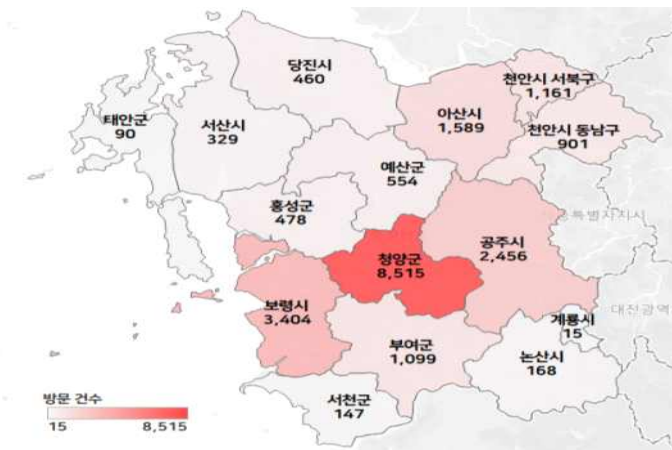 당진시
460
천안시 서북구
1,161
아산시
1,589
태안군
90
서산시
329
천안시 동남구
901
예산군
554
홍성군
478
공주시
2,456
청양군
8,515
보령시
3,404
계룡시
15
대전광역
부여군
1,099
논산시
168
서천군
147
방문 건수
15
8,515